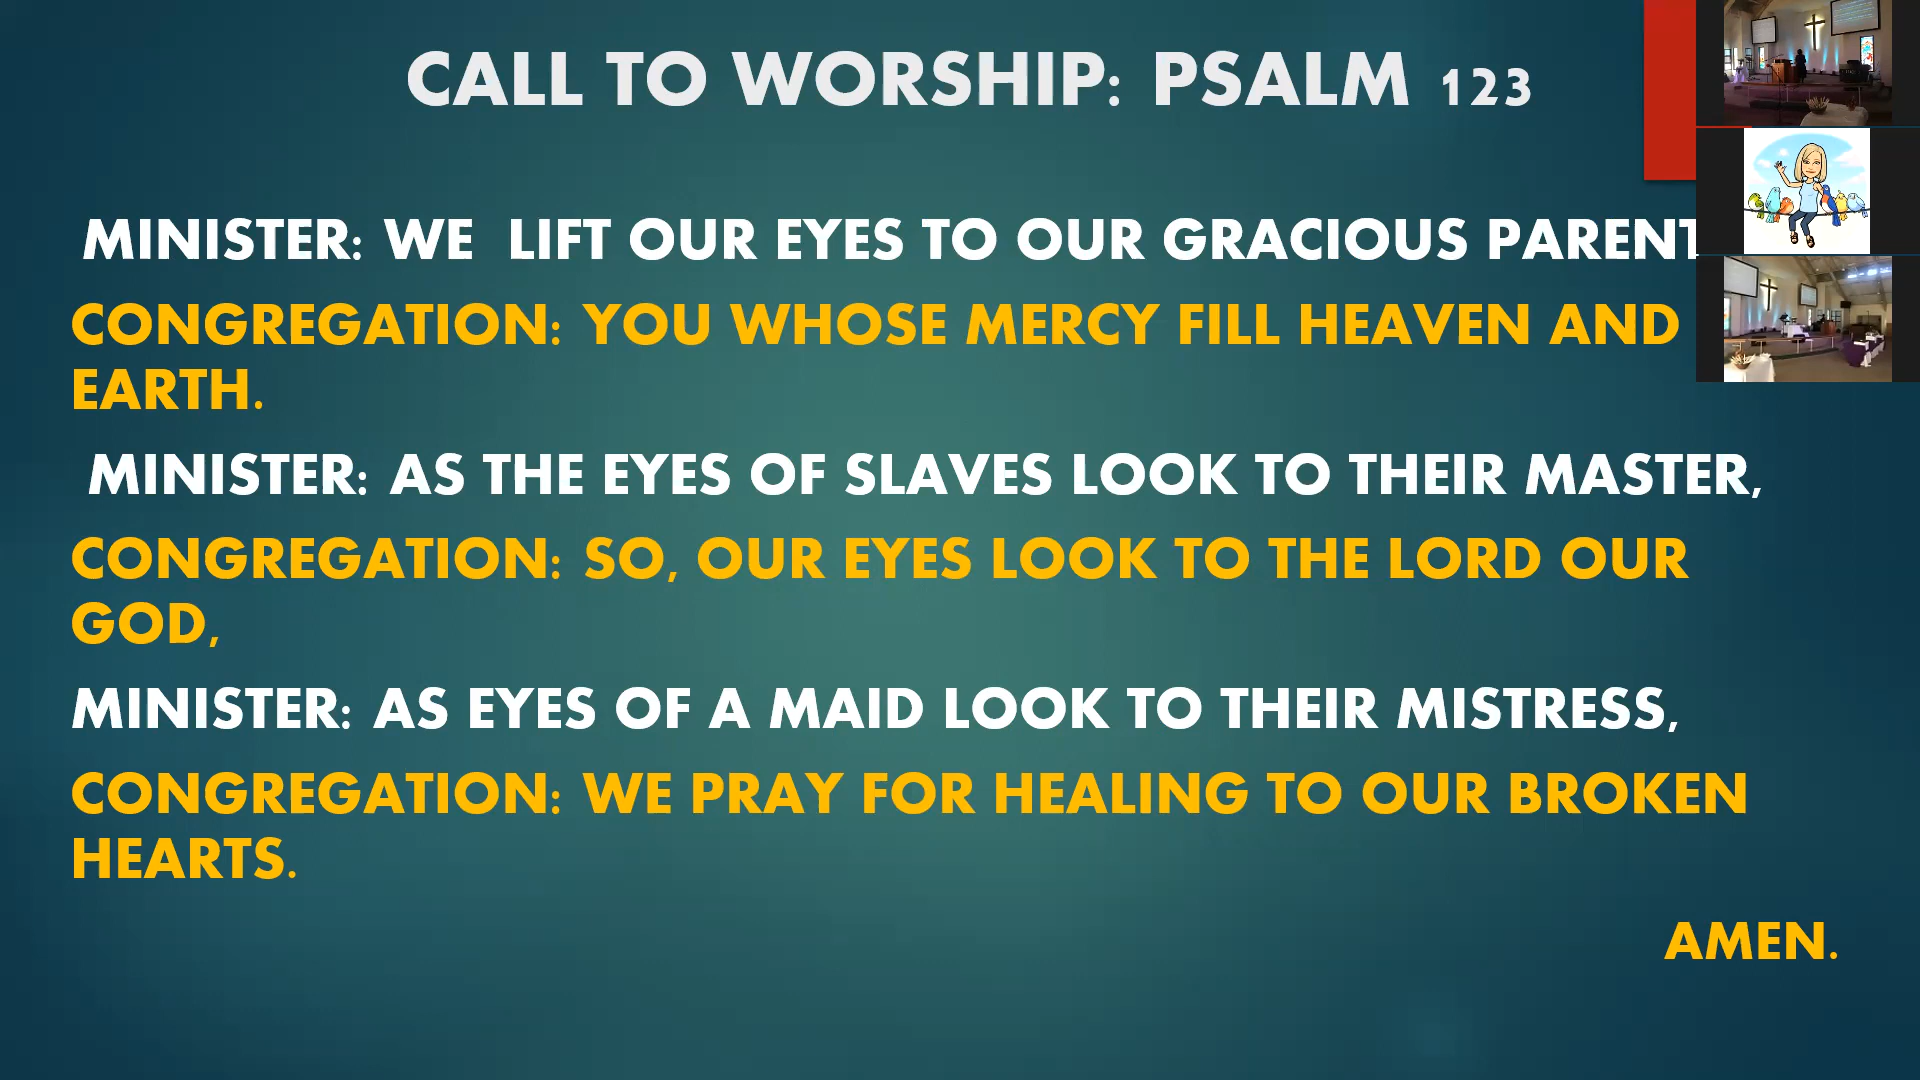 CALL TO WORSHIP: PSALM 123
MINISTER: WE LIFT OUR EYES TO OUR GRACIOUS PARENT
CONGREGATION: YOU WHOSE MERCY FILL HEAVEN AND
EARTH.
MINISTER: AS THE EYES OF SLAVES LOOK TO THEIR MASTER,
CONGREGATION: SO, OUR EYES LOOK TO THE LORD OUR
GOD,
MINISTER: AS EYES OF A MAID LOOK TO THEIR MISTRESS,
CONGREGATION: WE PRAY FOR HEALING TO OUR BROKEN
HEARTS.
AMEN.